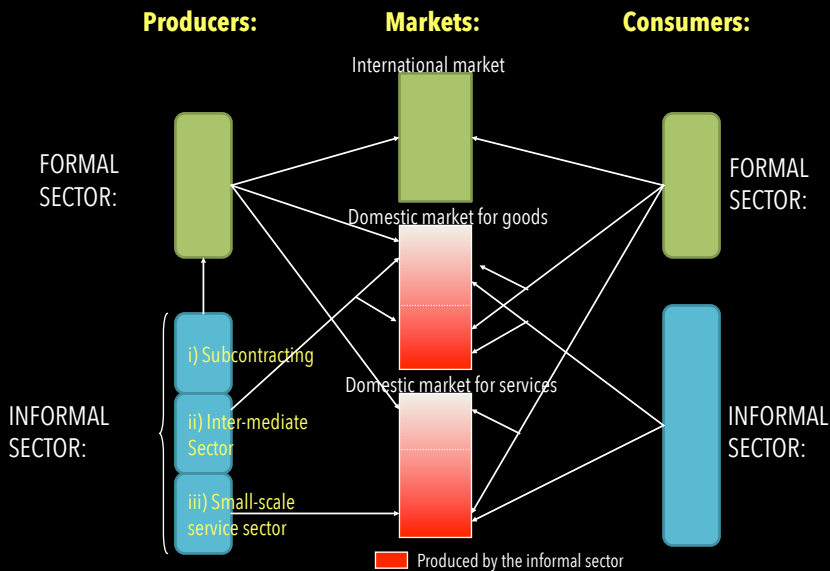 Producers:
Markets:
Consumers:
International market
FORMAL
SECTOR:
FORMAL
SECTOR:
Domestic market for goods
i) Subcontracting
Domestic market for services
INFORMAL
SECTOR:
ii) Inter-mediate
Sector
INFORMAL
SECTOR:
iii) Small-scale
service sector
Produced by the informal sector